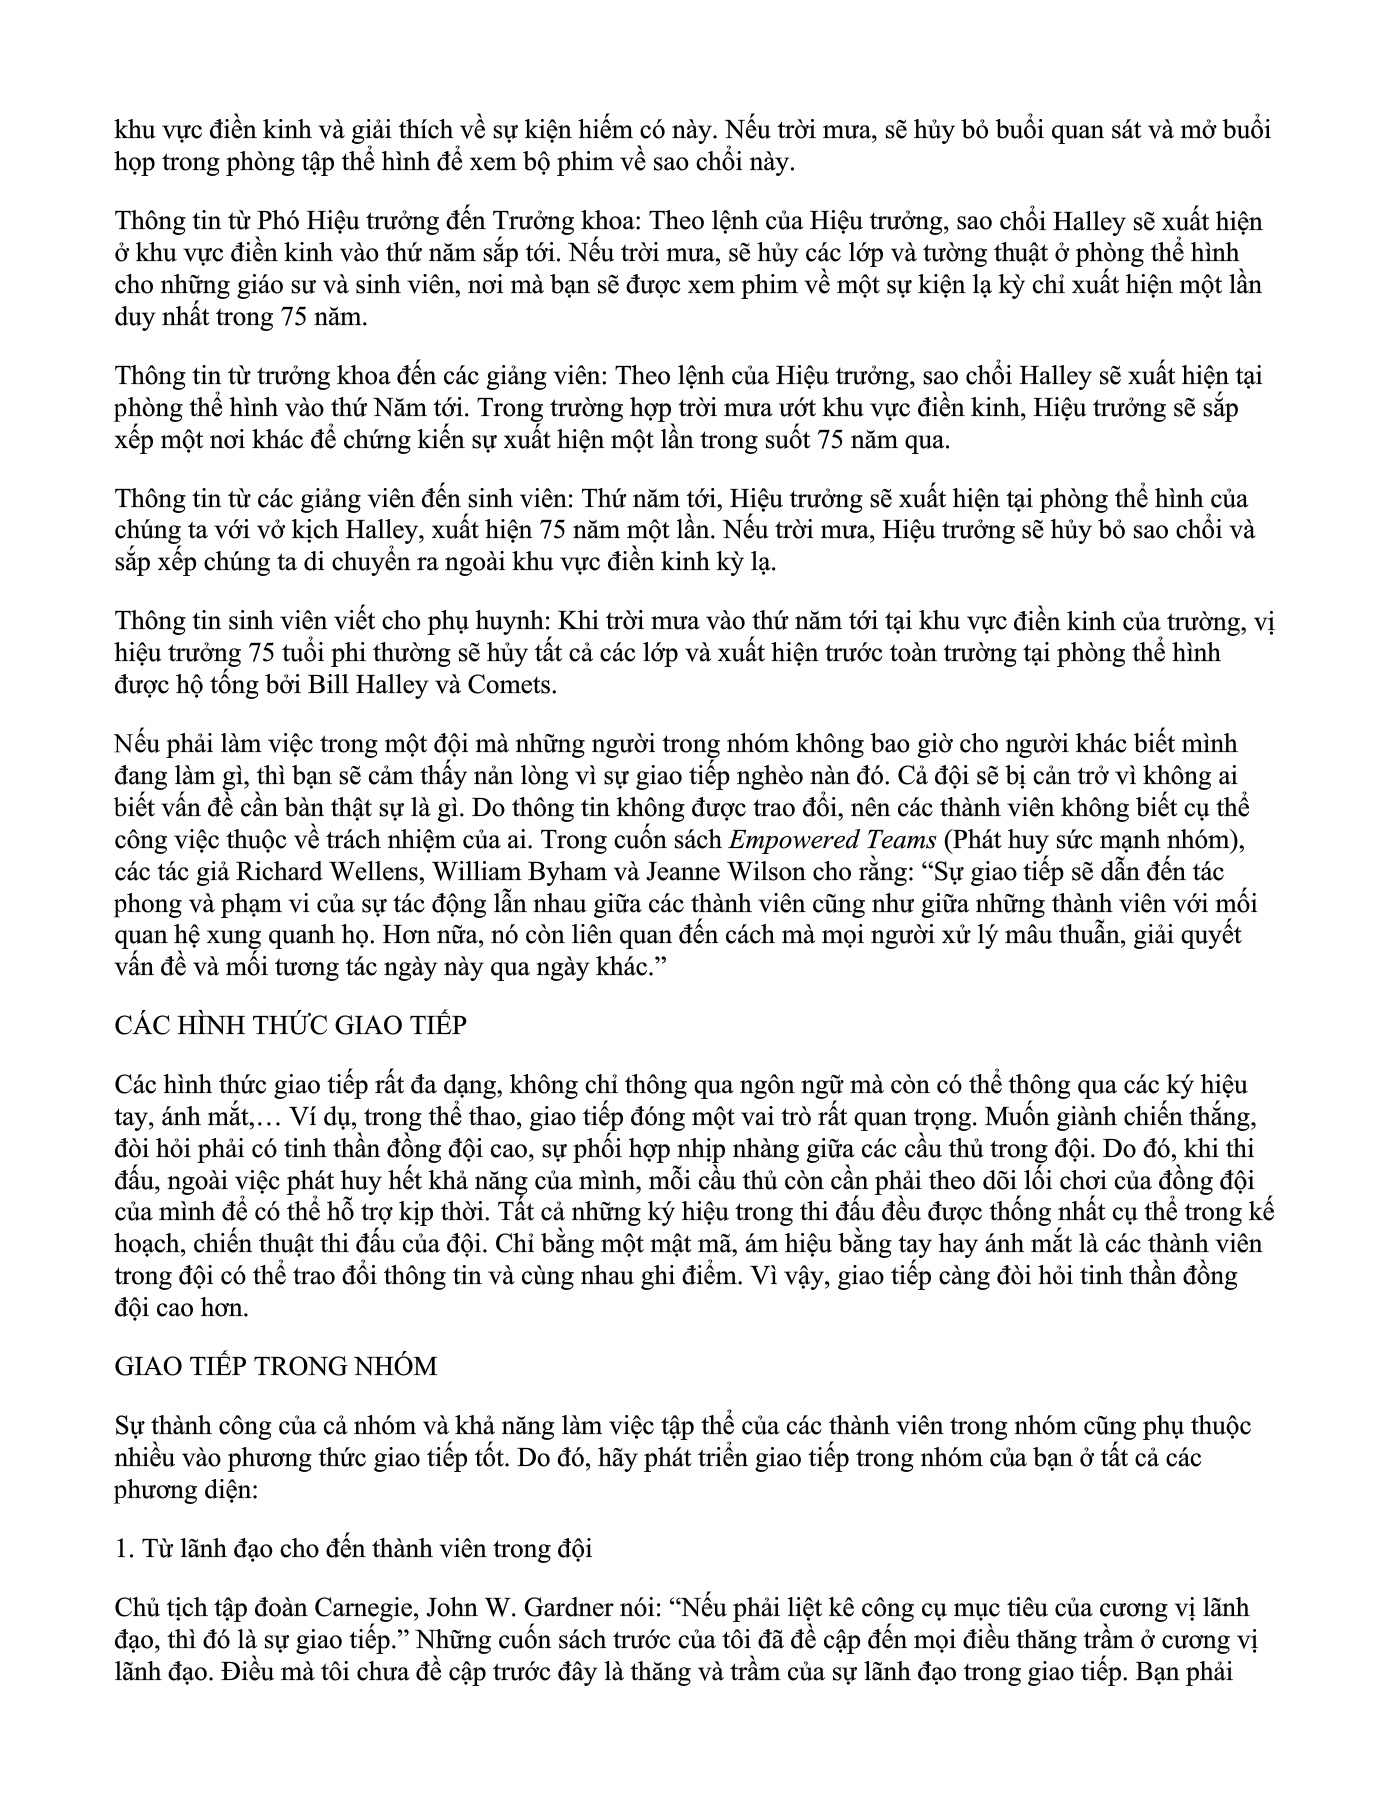 khu vực điền kinh và giải thích về sự kiện hiếm có này. Nếu trời mưa, sẽ hủy bỏ buổi quan sát và mở buổi
họp trong phòng tập thể hình để xem bộ phim về sao chổi này.
Thông tin từ Phó Hiệu trưởng đến Trưởng khoa: Theo lệnh của Hiệu trưởng, sao chổi Halley sẽ xuất hiện
ở khu vực điền kinh vào thứ năm sắp tới. Nếu trời mưa, sẽ hủy các lớp và tường thuật ở phòng thể hình
cho những giáo sư và sinh viên, nơi mà bạn sẽ được xem phim về một sự kiện lạ kỳ chỉ xuất hiện một lần
duy nhất trong 75 năm.
Thông tin từ trưởng khoa đến các giảng viên: Theo lệnh của Hiệu trưởng, sao chổi Halley sẽ xuất hiện tại
phòng thể hình vào thứ Năm tới. Trong trường hợp trời mưa ướt khu vực điền kinh, Hiệu trưởng sẽ sắp
xếp một nơi khác để chứng kiến sự xuất hiện một lần trong suốt 75 năm qua.
Thông tin từ các giảng viên đến sinh viên: Thứ năm tới, Hiệu trưởng sẽ xuất hiện tại phòng thể hình của
chúng ta với vở kịch Halley, xuất hiện 75 năm một lần. Nếu trời mưa, Hiệu trưởng sẽ hủy bỏ sao chổi và
sắp xếp chúng ta di chuyển ra ngoài khu vực điền kinh kỳ lạ.
Thông tin sinh viên viết cho phụ huynh: Khi trời mưa vào thứ năm tới tại khu vực điền kinh của trường, vị
hiệu trưởng 75 tuổi phi thường sẽ hủy tất cả các lớp và xuất hiện trước toàn trường tại phòng thể hình
được hộ tống bởi Bill Halley và Comets.
Nếu phải làm việc trong một đội mà những người trong nhóm không bao giờ cho người khác biết mình
đang làm gì, thì bạn sẽ cảm thấy nản lòng vì sự giao tiếp nghèo nàn đó. Cả đội sẽ bị cản trở vì không ai
biết vấn đề cần bàn thật sự là gì. Do thông tin không được trao đổi, nên các thành viên không biết cụ thể
công việc thuộc về trách nhiệm của ai. Trong cuốn sách Empowered Teams (Phát huy sức mạnh nhóm),
các tác giả Richard Wellens, William Byham và Jeanne Wilson cho rằng: “Sự giao tiếp sẽ dẫn đến tác
phong và phạm vi của sự tác động lẫn nhau giữa các thành viên cũng như giữa những thành viên với mối
quan hệ xung quanh họ. Hơn nữa, nó còn liên quan đến cách mà mọi người xử lý mâu thuẫn, giải quyết
vấn đề và mối tương tác ngày này qua ngày khác.”
CÁC HÌNH THỨC GIAO TIẾP
Các hình thức giao tiếp rất đa dạng, không chỉ thông qua ngôn ngữ mà còn có thể thông qua các ký hiệu
tay, ánh mắt,… Ví dụ, trong thể thao, giao tiếp đóng một vai trò rất quan trọng. Muốn giành chiến thắng,
đòi hỏi phải có tinh thần đồng đội cao, sự phối hợp nhịp nhàng giữa các cầu thủ trong đội. Do đó, khi thi
đấu, ngoài việc phát huy hết khả năng của mình, mỗi cầu thủ còn cần phải theo dõi lối chơi của đồng đội
của mình để có thể hỗ trợ kịp thời. Tất cả những ký hiệu trong thi đấu đều được thống nhất cụ thể trong kế
hoạch, chiến thuật thi đấu của đội. Chỉ bằng một mật mã, ám hiệu bằng tay hay ánh mắt là các thành viên
trong đội có thể trao đổi thông tin và cùng nhau ghi điểm. Vì vậy, giao tiếp càng đòi hỏi tinh thần đồng
đội cao hơn.
GIAO TIẾP TRONG NHÓM
Sự thành công của cả nhóm và khả năng làm việc tập thể của các thành viên trong nhóm cũng phụ thuộc
nhiều vào phương thức giao tiếp tốt. Do đó, hãy phát triển giao tiếp trong nhóm của bạn ở tất cả các
phương diện:
1. Từ lãnh đạo cho đến thành viên trong đội
Chủ tịch tập đoàn Carnegie, John W. Gardner nói: “Nếu phải liệt kê công cụ mục tiêu của cương vị lãnh
đạo, thì đó là sự giao tiếp.” Những cuốn sách trước của tôi đã đề cập đến mọi điều thăng trầm ở cương vị
lãnh đạo. Điều mà tôi chưa đề cập trước đây là thăng và trầm của sự lãnh đạo trong giao tiếp. Bạn phải